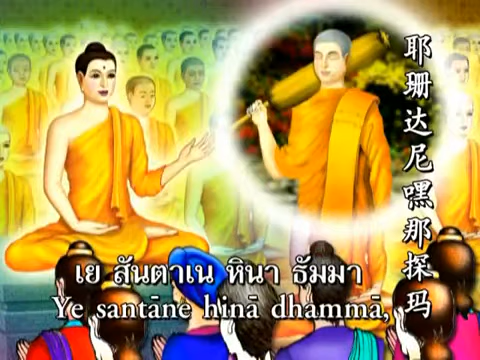 耶珊达尼嘿那探玛
เย สันตาเน หินา ธัมมา
Ye santāne hinā dhammā,